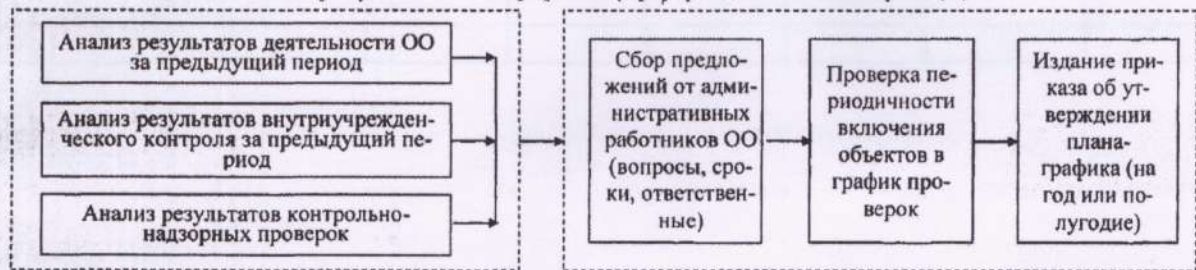 Анализ результатов деятельности ОО
за предыдущий период
Анализ результатов внутриучрежден-
ческого контроля за предыдущий пе-
риод
Анализ результатов контрольно-
надзорных проверок
Сбор предло-
жений от адми-
нистративных
работников ОО
(вопросы, сро-
ки, ответствен-
ные)
Проверка пе-
риодичности
включения
объектов в
график про-
верок
Издание при-
каза об ут-
верждении
плана-
графика (на
год или по-
лугодие)